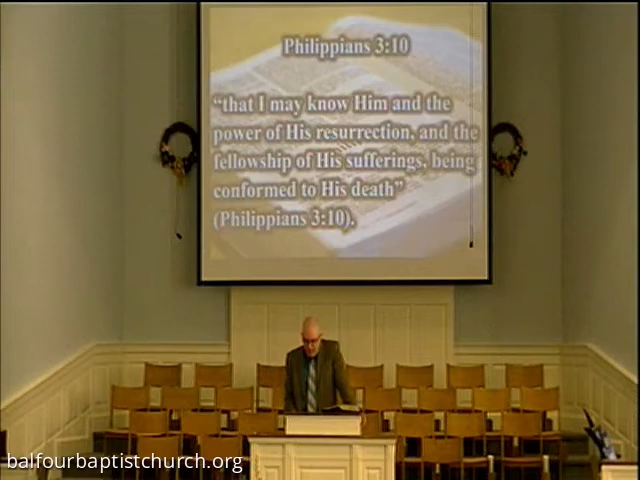 Philippians 3:10
"that I may know Him and the
power of His resurrection, and the
fellowship of His sufferings, being
conformed to His death"
(Philippians 3:10).
balfourbaptistchurch.org